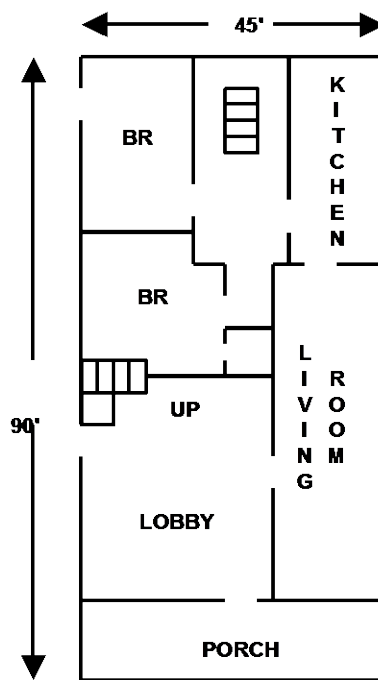 45'
BR
KITCHEN
BR
LIVING
ROOM
UP
90'
LOBBY
PORCH